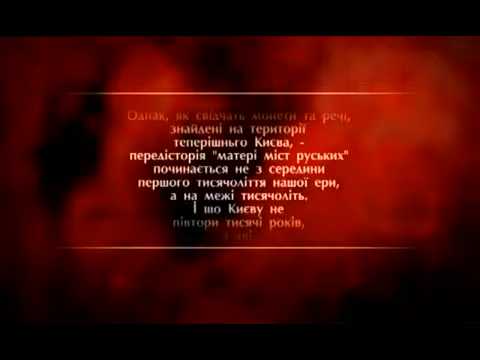 Однак, як свідчать монети та речі,
знайдені на території
теперішнього Києва, -
передісторія "матері міст руських"
починається не з середини
першого тисячоліття нашої ери,
а на межі тисячоліть.
І що Києву не
півтори тисячі років,